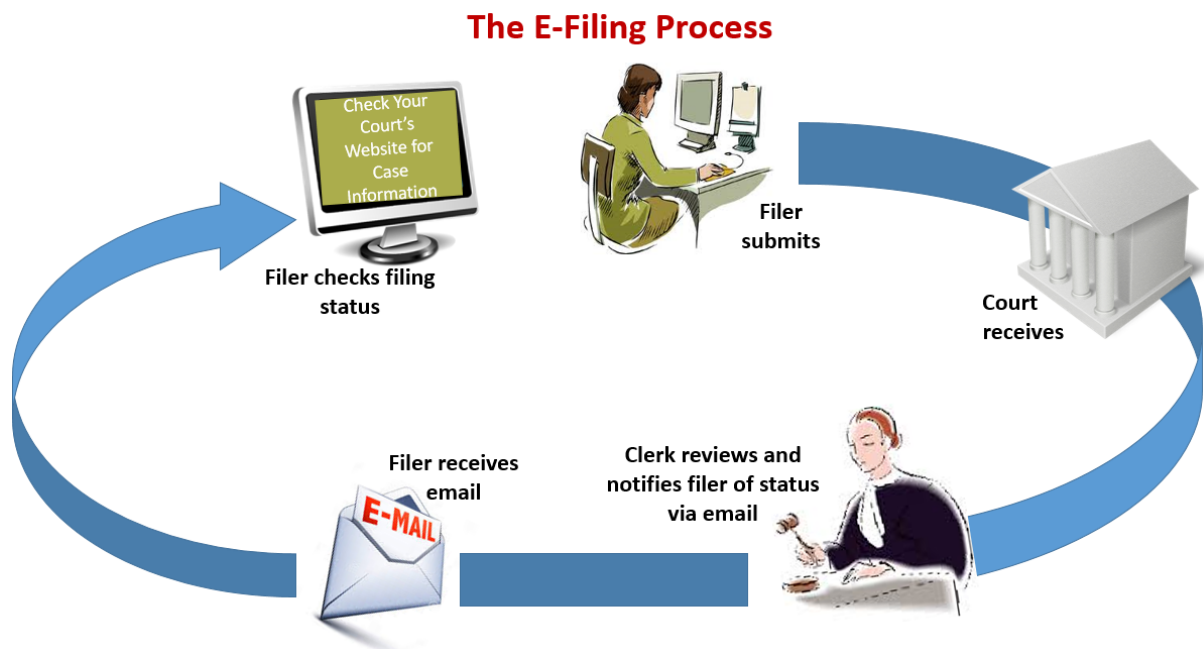 The E-Filing Process
Check Your
Court's
Website for
Case
Information
Filer
submits
Filer checks filing
status
Court
receives
Clerk reviews and
notifies filer of status
via email
Filer receives
email
E-MAIL